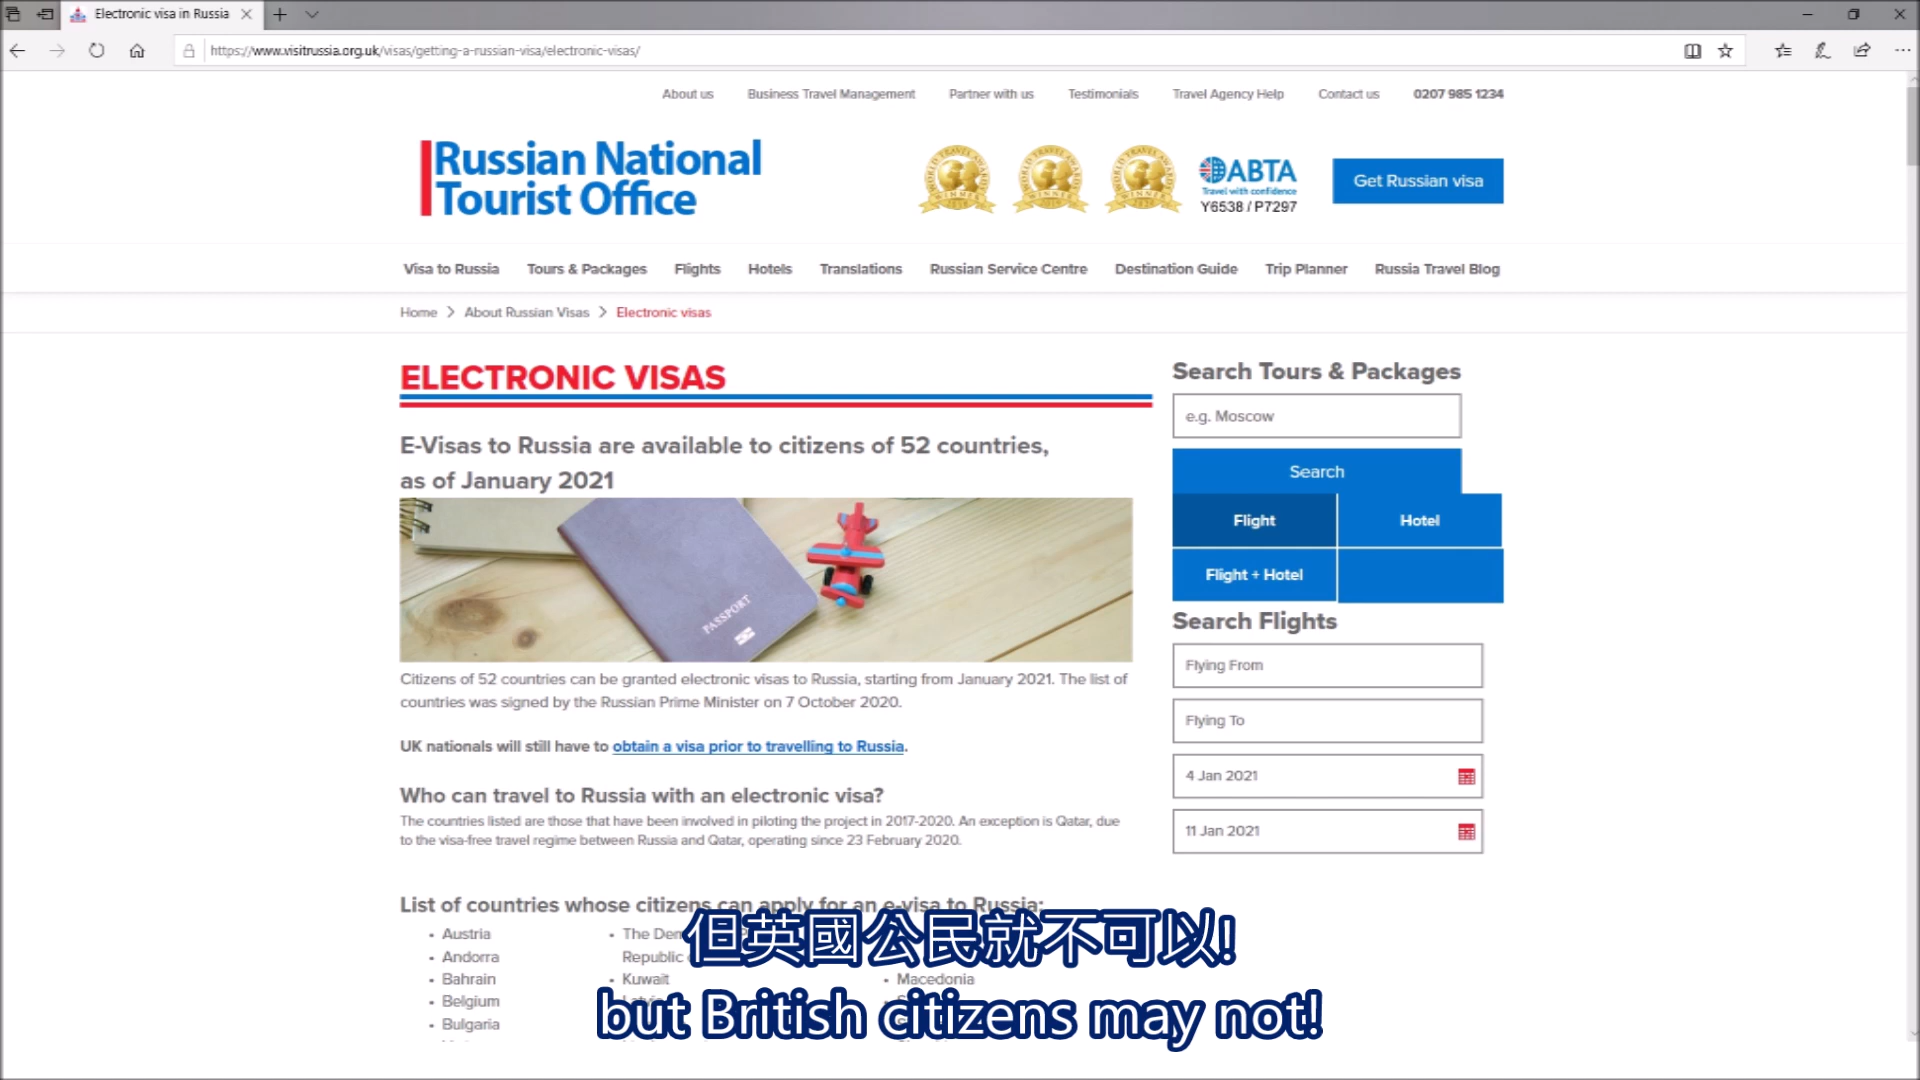 Electronic visa in Russia
https://www.visitrussia.org.uk/visas/getting-a-russian-visa/electronic-visas/
About us Business Travel Management Partner with us Testimonials Travel Agency Help Contact us 0207 985 1234
Russian National
Tourist Office
ABTA
Travel with confidence
Y6538 / P7297
Get Russian visa
Visa to Russia Tours & Packages Flights Hotels Translations Russian Service Centre Destination Guide Trip Planner Russia Travel Blog
Home > About Russian Visas > Electronic visas
ELECTRONIC VISAS
E-Visas to Russia are available to citizens of 52 countries,
as of January 2021
PASSPORT
Citizens of 52 countries can be granted electronic visas to Russia, starting from January 2021. The list of
countries was signed by the Russian Prime Minister on 7 October 2020.
UK nationals will still have to obtain a visa prior to travelling to Russia.
Who can travel to Russia with an electronic visa?
The countries listed are those that have been involved in piloting the project in 2017-2020. An exception is Qatar, due
to the visa-free travel regime between Russia and Qatar, operating since 23 February 2020.
List of countries whose citizens can apply for an e-visa to Russia:
• Austria
• Andorra
• Bahrain
• Belgium
• Bulgaria
• The
Republic
• Kuwait
• Macedonia
Search Tours & Packages
e.g. Moscow
Search
Flight Hotel
Flight + Hotel
Search Flights
Flying From
Flying To
4 Jan 2021
11 Jan 2021
但英國公民就不可以!
but British citizens may not!